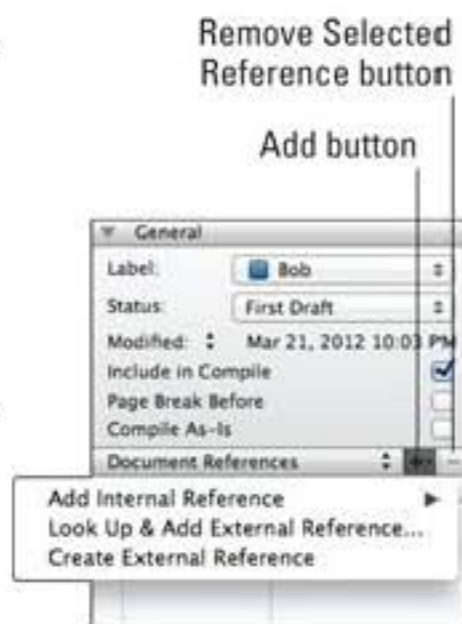 Remove Selected
Reference button
Add button
General
Label: Bob
Status: First Draft
Modified: Mar 21, 2012 10:03 PM
Include in Compile
Page Break Before
Compile As-Is
Document References
Add Internal Reference
Look Up & Add External Reference...
Create External Reference